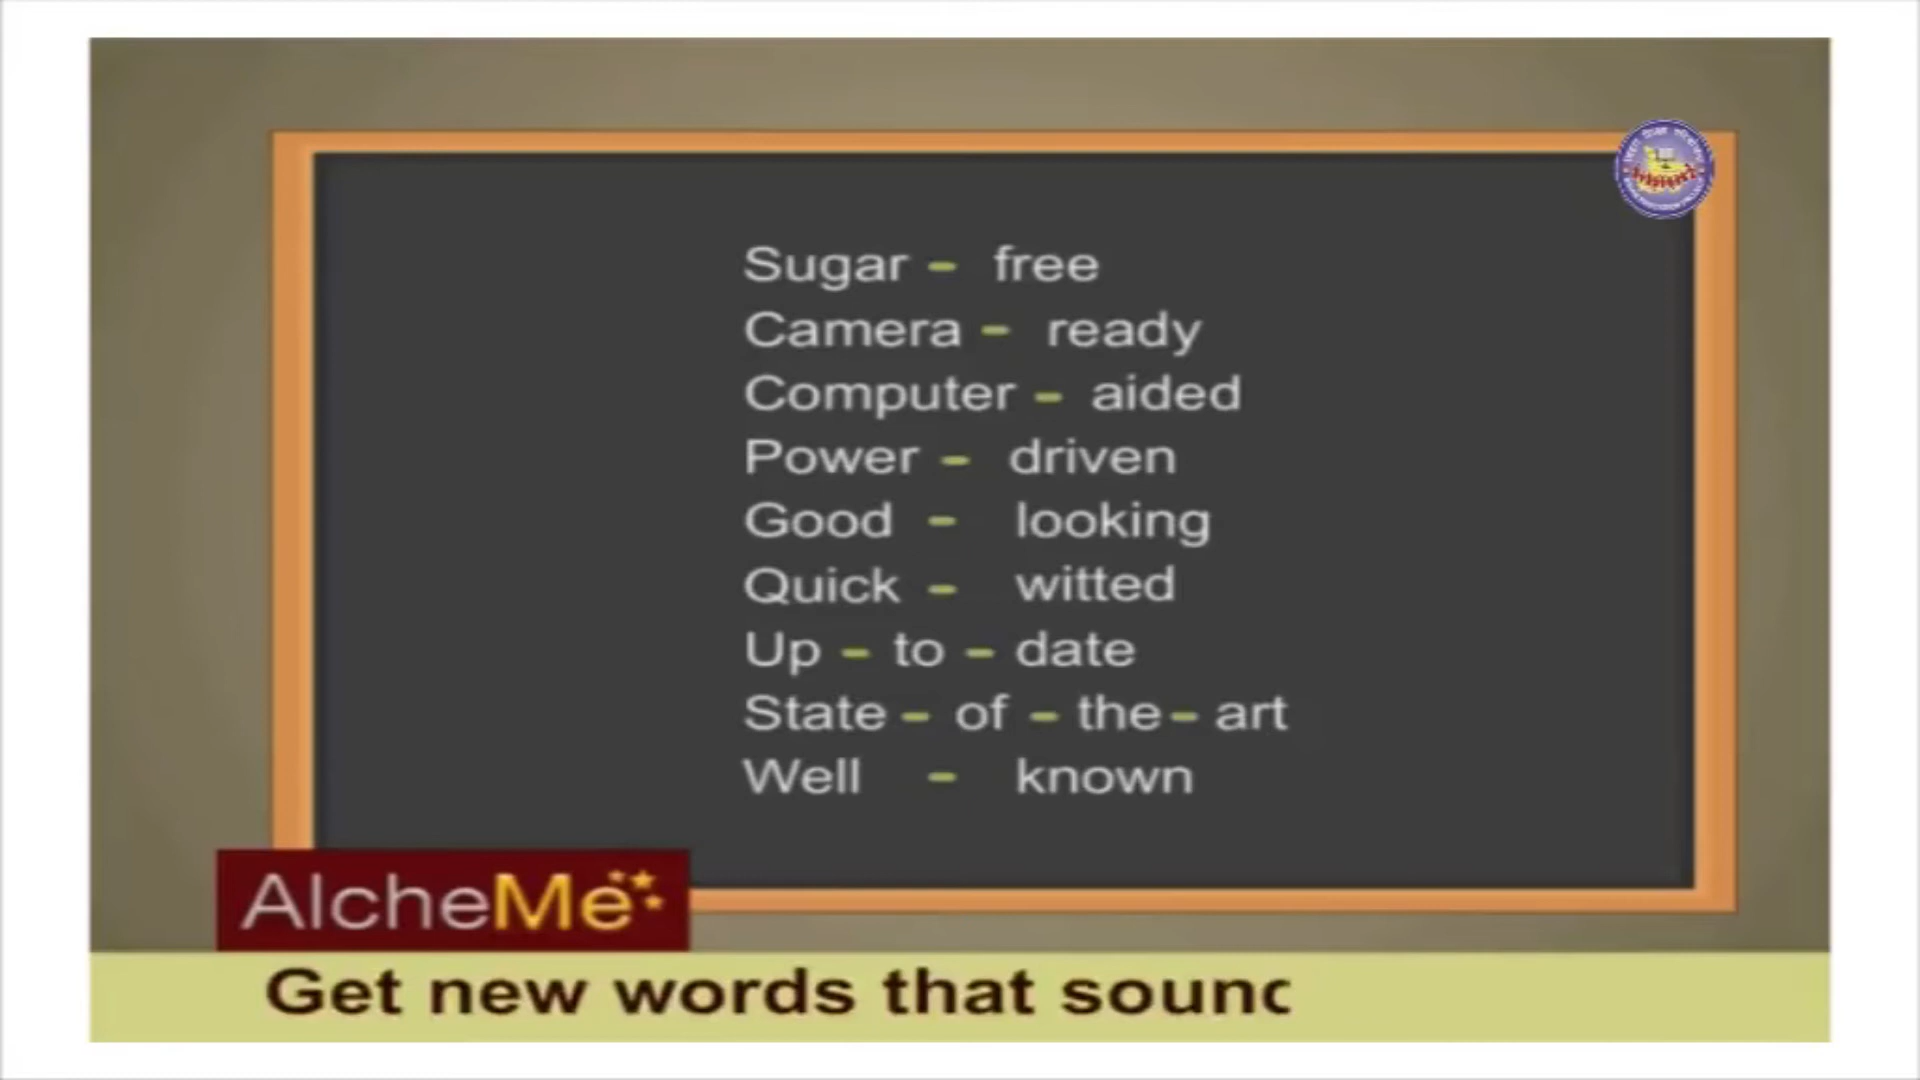 Sugar - free
Camera - ready
Computer - aided
Power - driven
Good - looking
Quick - witted
Up - to - date
State - of - the - art
Well - known
AlcheMe
Get new words that sound